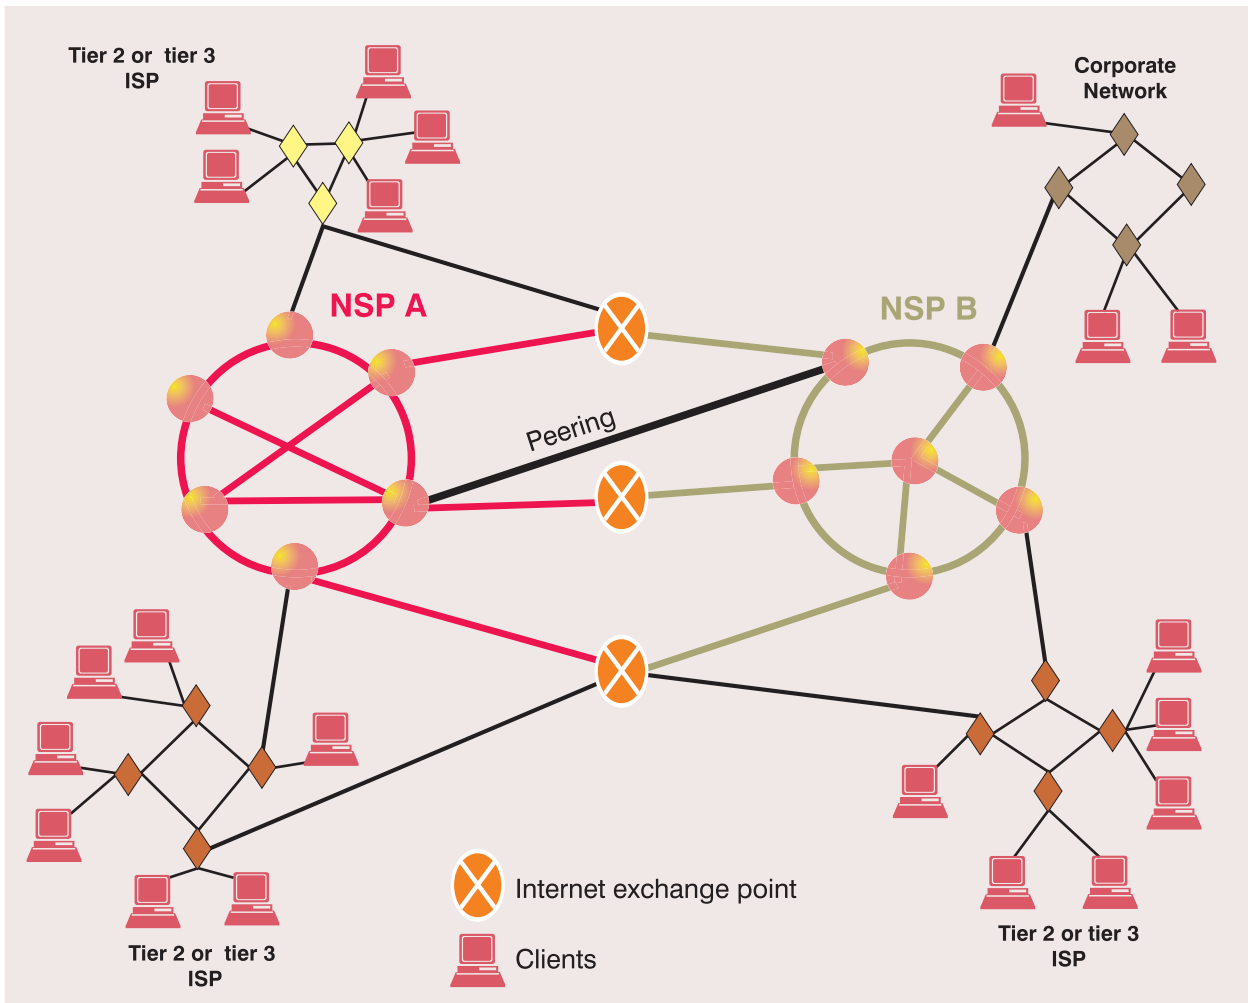 Tier 2 or tier 3
ISP
Corporate
Network
NSP A
NSP B
Peering
Internet exchange point
Clients
Tier 2 or tier 3
ISP
Tier 2 or tier 3
ISP